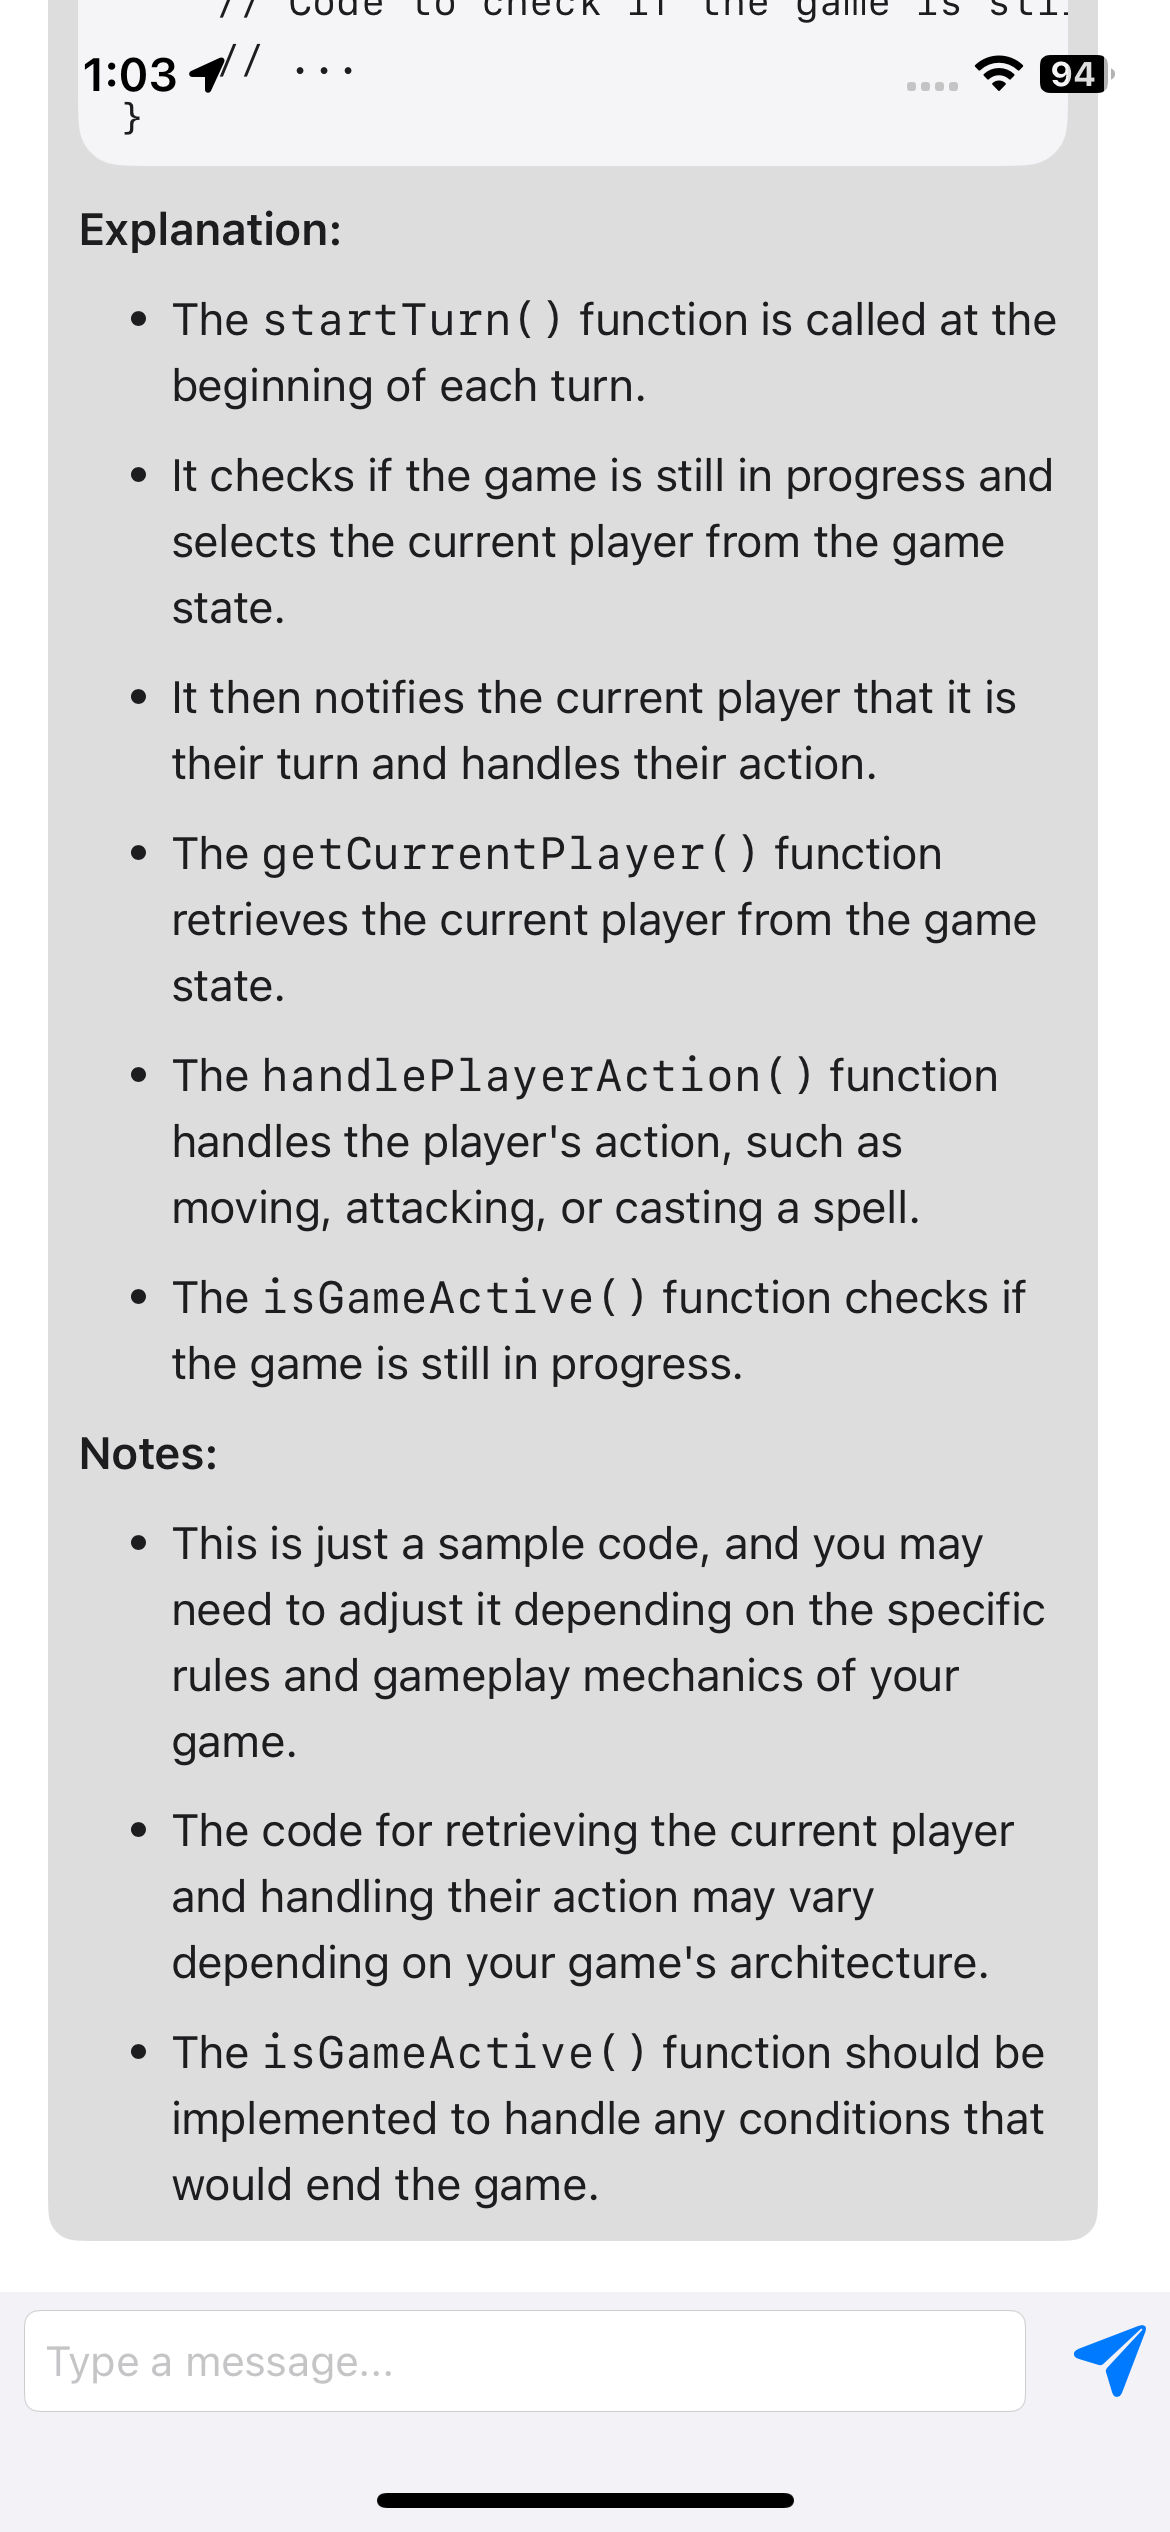 // Code to check if the game is sti
1:03
// ...
94
}
Explanation:
• The startTurn() function is called at the
beginning of each turn.
• It checks if the game is still in progress and
selects the current player from the game
state.
• It then notifies the current player that it is
their turn and handles their action.
• The getCurrentPlayer() function
retrieves the current player from the game
state.
• The handlePlayerAction() function
handles the player's action, such as
moving, attacking, or casting a spell.
• The isGameActive() function checks if
the game is still in progress.
Notes:
• This is just a sample code, and you may
need to adjust it depending on the specific
rules and gameplay mechanics of your
game.
• The code for retrieving the current player
and handling their action may vary
depending on your game's architecture.
• The isGameActive() function should be
implemented to handle any conditions that
would end the game.
Type a message...